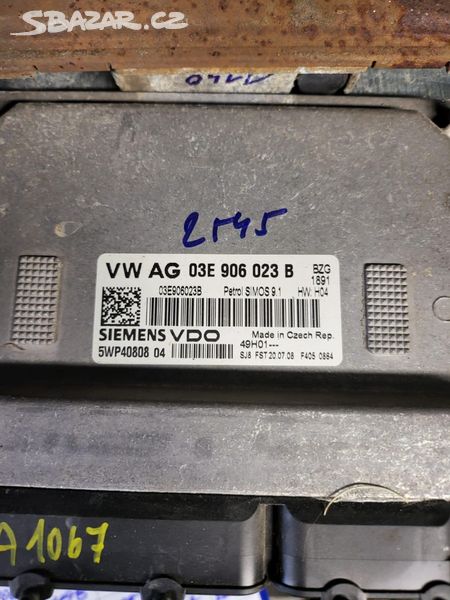 SBAZAR.CZ
2545
VW AG 03E 906 023 B
BZG
1891
03E906023B Petrol SIMOS 9.1 HW: H04
SIEMENS VDO Made in Czech Rep.
49H01---
5WP40808 04 SJ8 FST 20.07.08 F405 0864
A1067